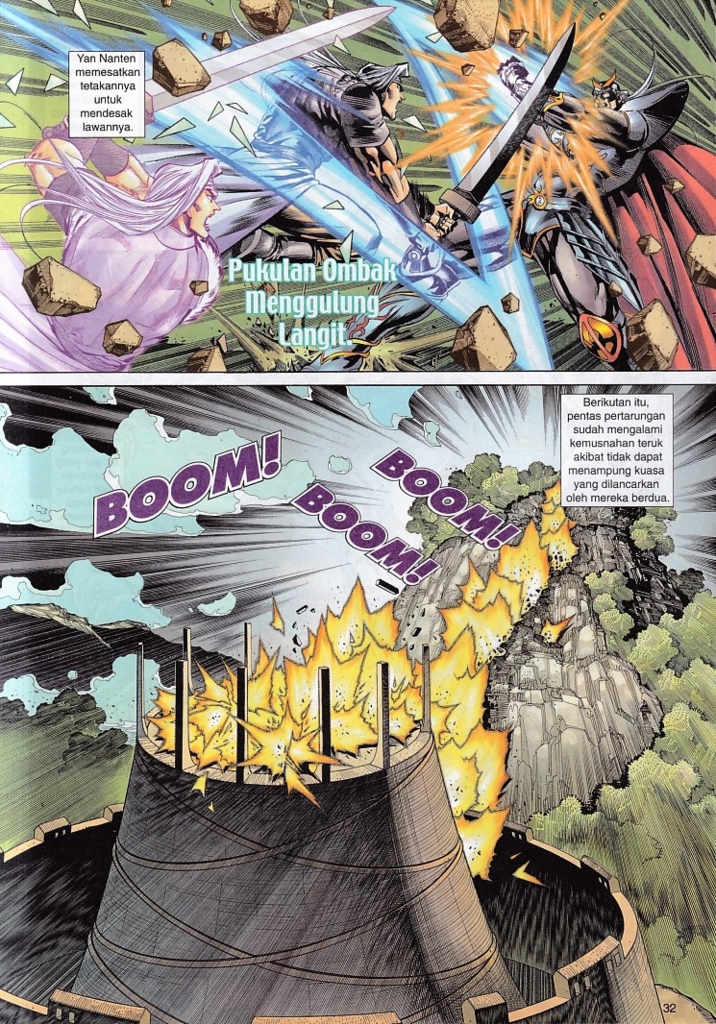 Yan Nanten
memesatkan
tetakannya
untuk
mendesak
lawannya.
Pukulan Ombak
Menggulung
Langit
Berikutan itu,
pentas pertarungan
sudah mengalami
kemusnahan teruk
akibat tidak dapat
menampung kuasa
yang dilancarkan
oleh mereka berdua.
BOOM!
BOOM!
BOOM!
32